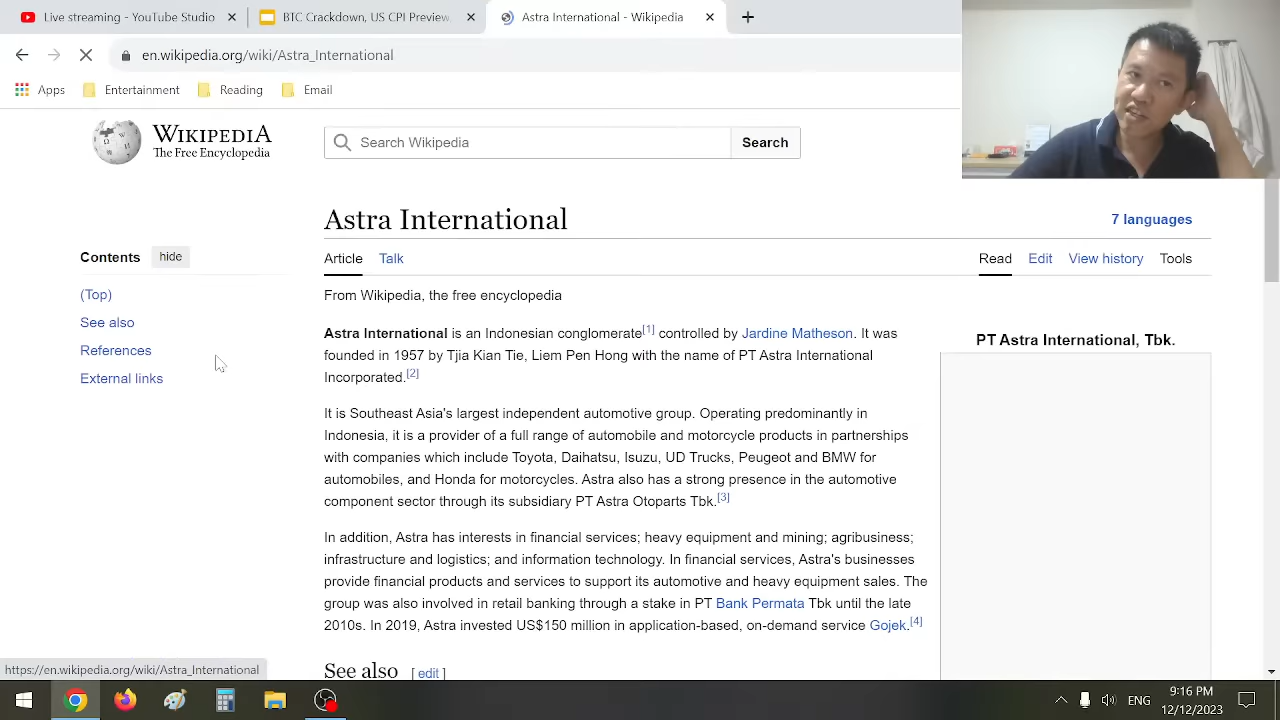 Live streaming - YouTube Studio
BTC Crackdown, US CPI Preview
Astra International - Wikipedia
en.wikipedia.org/wiki/Astra_International
Apps
Entertainment
Reading
Email
WIKIPEDIA
The Free Encyclopedia
Search Wikipedia
Search
Astra International
7 languages
Contents
hide
Article
Talk
Read
Edit
View history
Tools
(Top)
See also
References
External links
From Wikipedia, the free encyclopedia
Astra International is an Indonesian conglomerate[1] controlled by Jardine Matheson. It was
founded in 1957 by Tjia Kian Tie, Liem Pen Hong with the name of PT Astra International
Incorporated.[2]
PT Astra International, Tbk.
It is Southeast Asia's largest independent automotive group. Operating predominantly in
Indonesia, it is a provider of a full range of automobile and motorcycle products in partnerships
with companies which include Toyota, Daihatsu, Isuzu, UD Trucks, Peugeot and BMW for
automobiles, and Honda for motorcycles. Astra also has a strong presence in the automotive
component sector through its subsidiary PT Astra Otoparts Tbk.[3]
In addition, Astra has interests in financial services; heavy equipment and mining; agribusiness;
infrastructure and logistics; and information technology. In financial services, Astra's businesses
provide financial products and services to support its automotive and heavy equipment sales. The
group was also involved in retail banking through a stake in PT Bank Permata Tbk until the late
2010s. In 2019, Astra invested US$150 million in application-based, on-demand service Gojek.[4]
See also [ edit ]
https://en.wikipedia.org/wiki/Astra_International
ENG
9:16 PM
12/12/2023